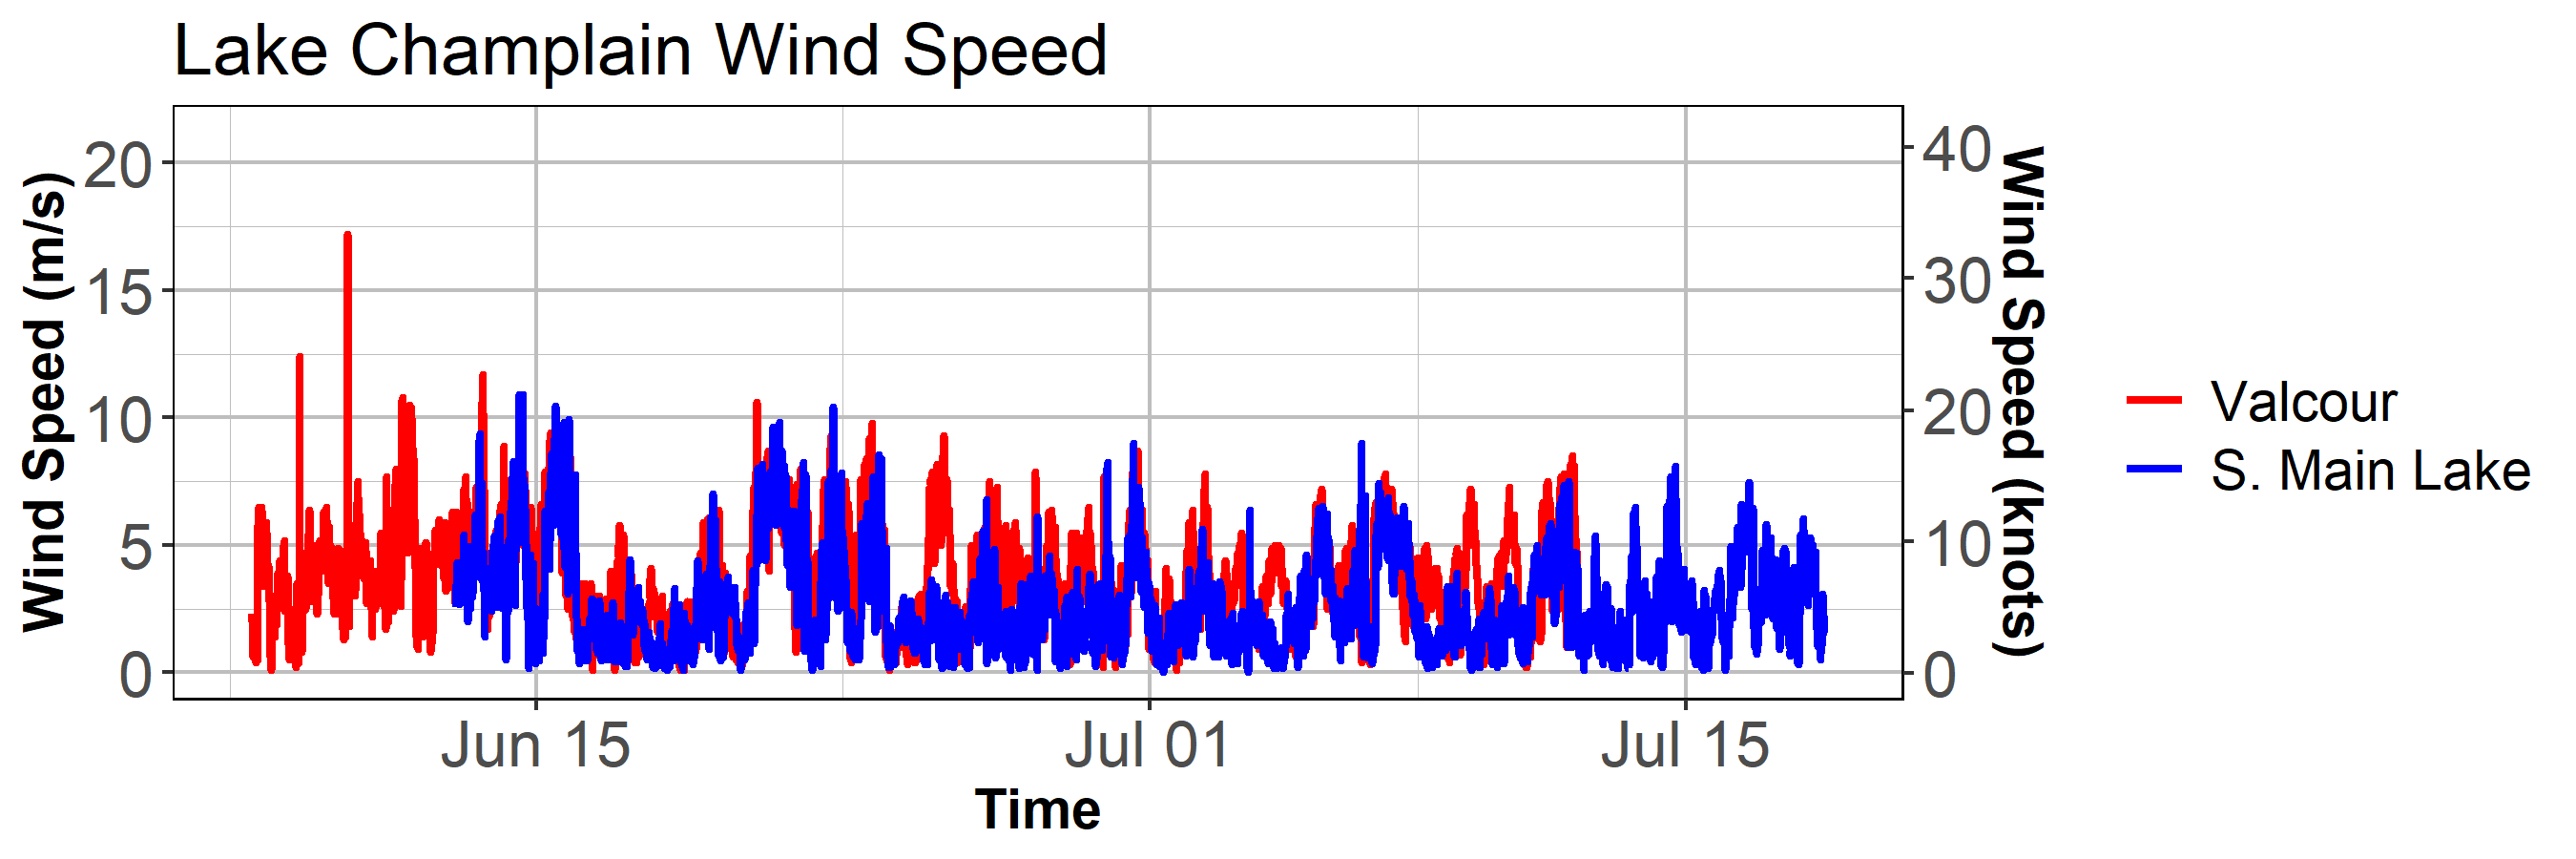 Lake Champlain Wind Speed
Wind Speed (m/s)
20
15
10
5
0
40
30
20
10
0
Wind Speed (knots)
Jun 15
Jul 01
Jul 15
Time
Valcour
S. Main Lake